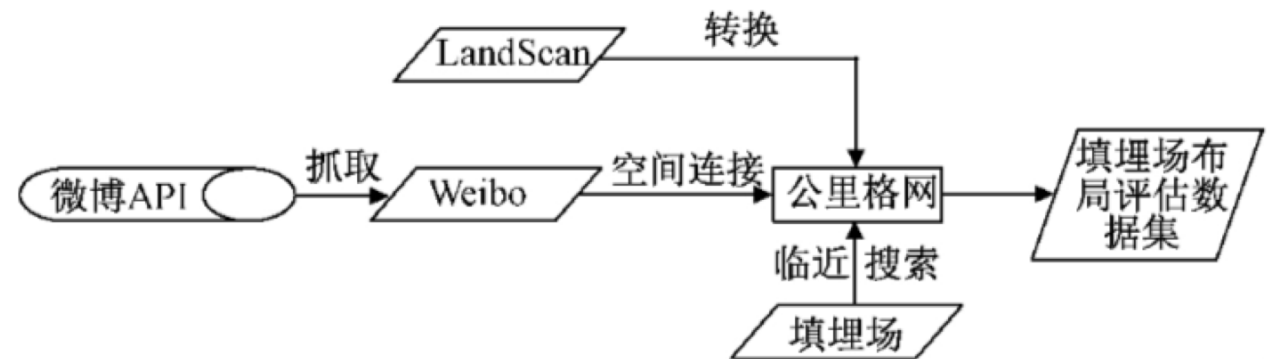 LandScan
转换
微博API
抓取
Weibo
空间连接
公里格网
填埋场布
局评估数
据集
临近搜索
填埋场